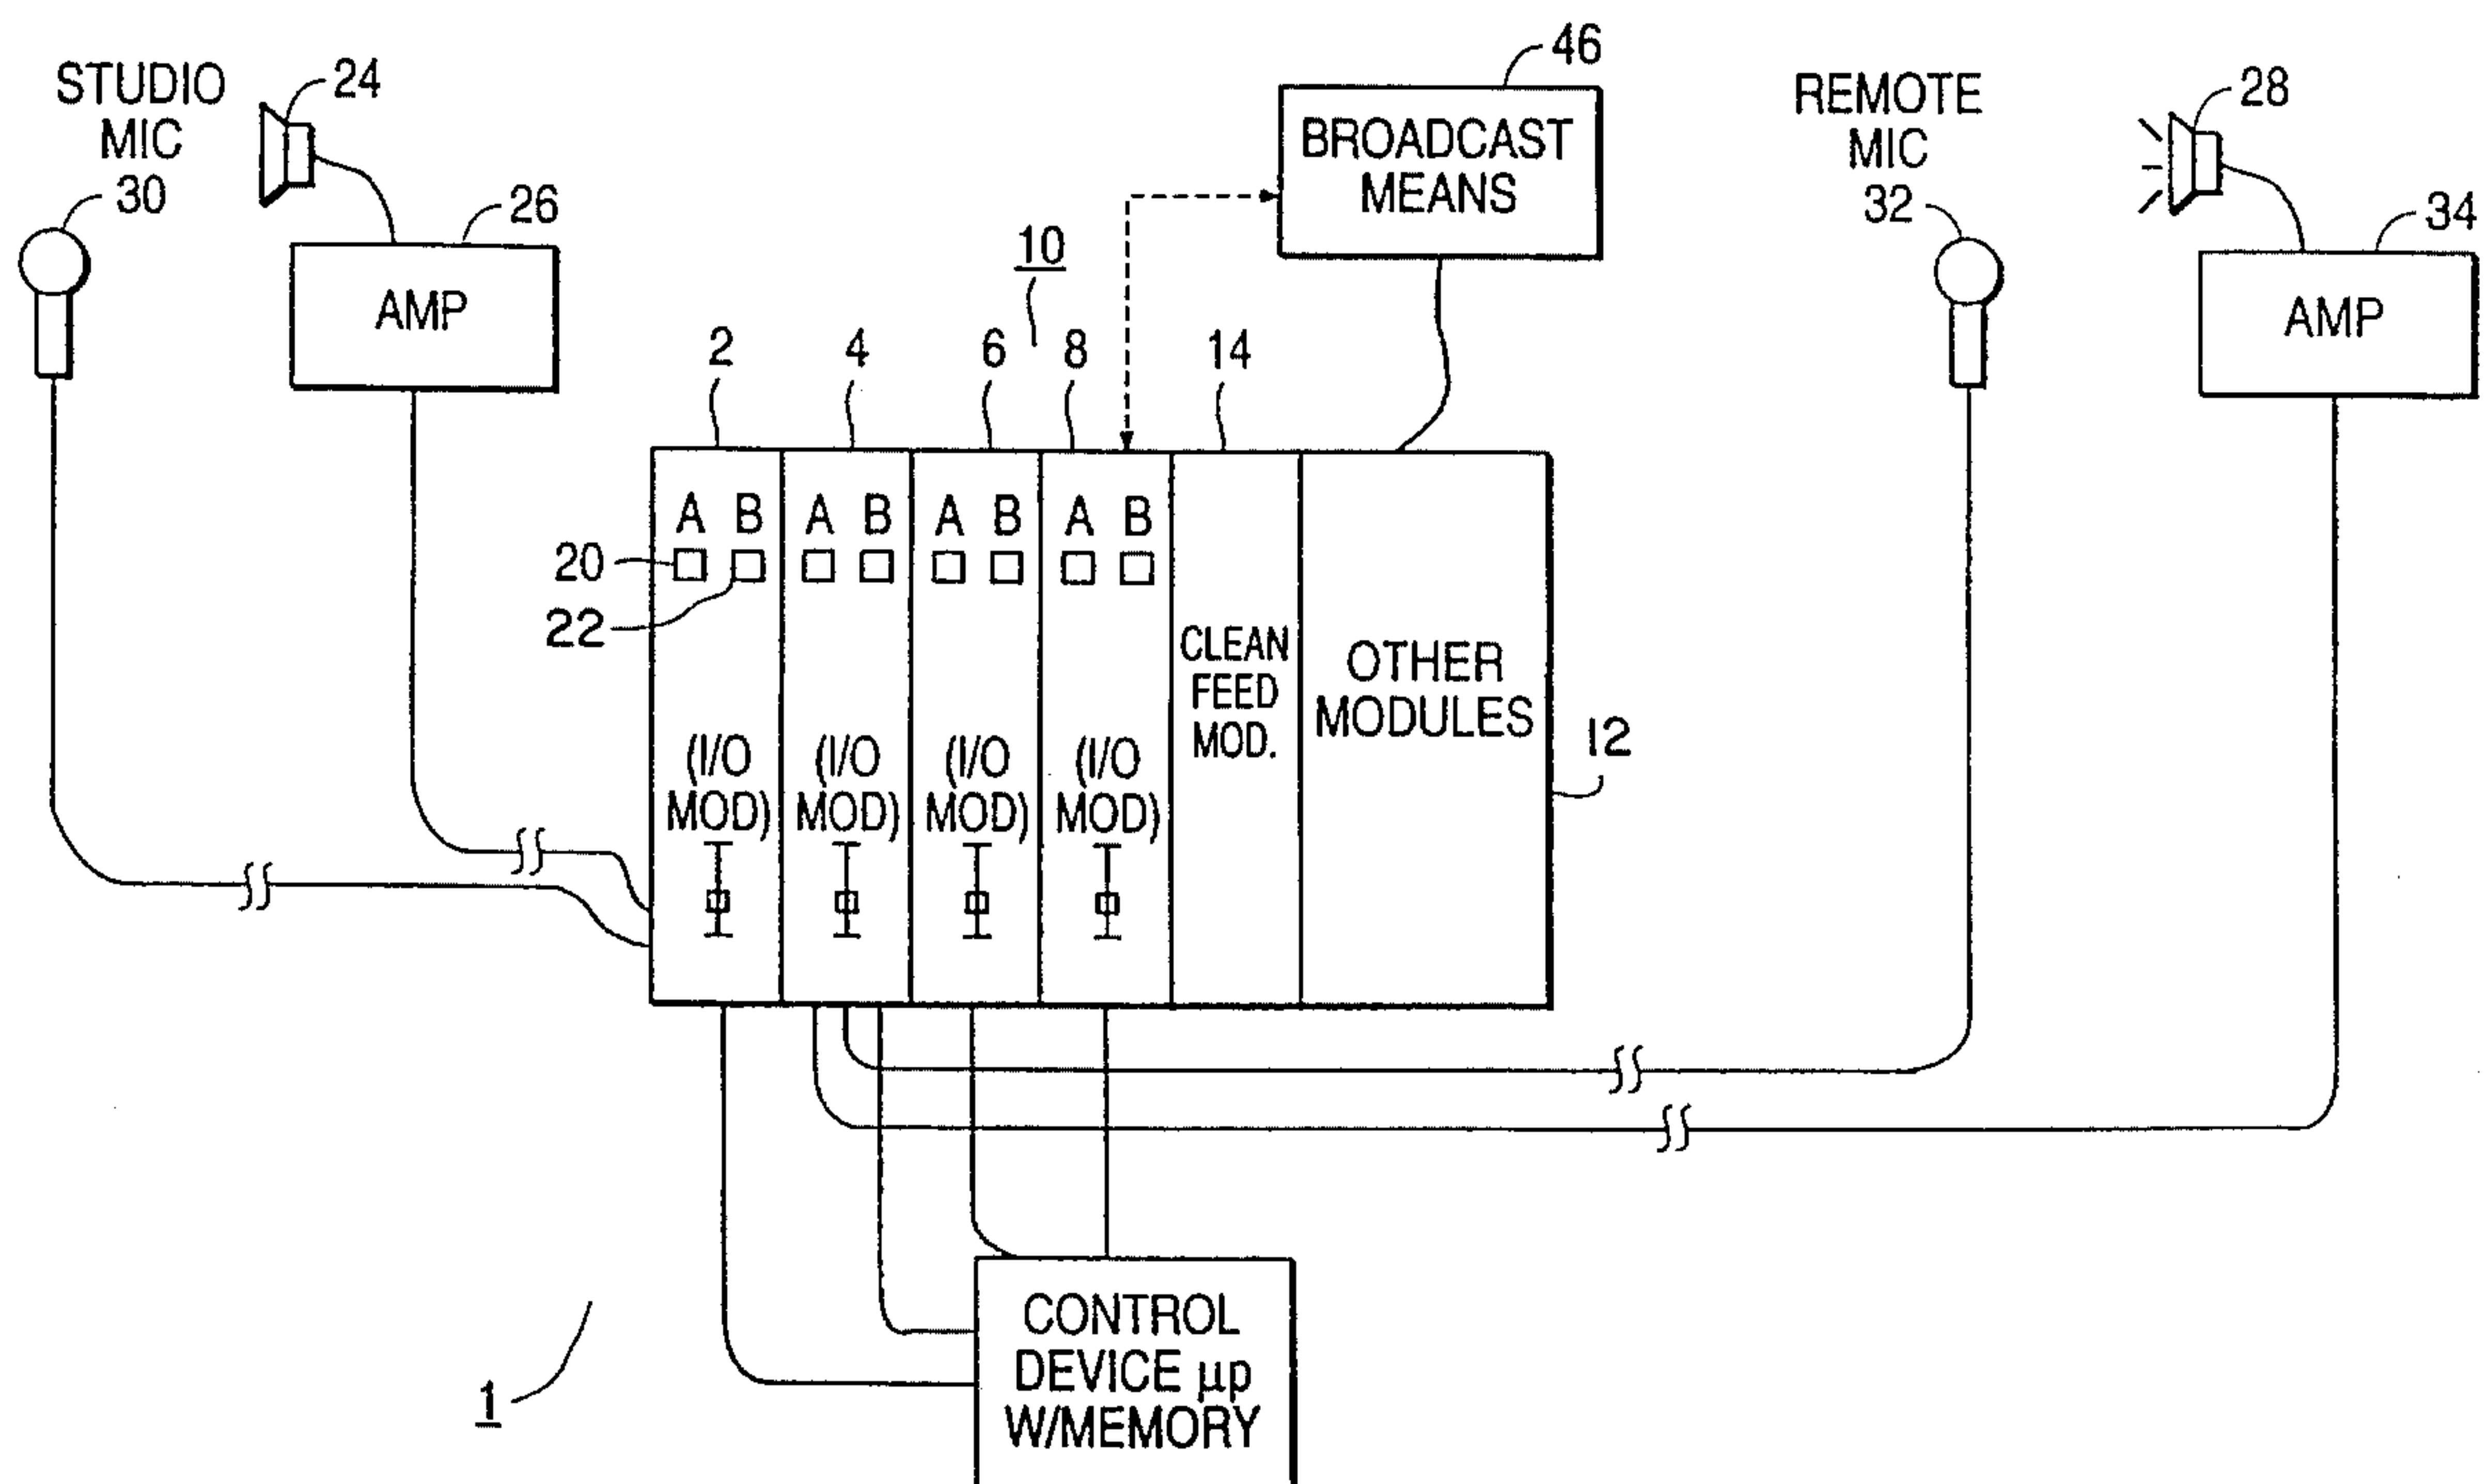 STUDIO
MIC
30
24
26
AMP
46
BROADCAST
MEANS
REMOTE
MIC
32
28
34
AMP
10
2
4
6
8
14
A B
A B
A B
A B
20
22
(I/O
MOD)
(I/O
MOD)
(I/O
MOD)
(I/O
MOD)
CLEAN
FEED
MOD.
OTHER
MODULES
12
1
CONTROL
DEVICE µp
W/MEMORY